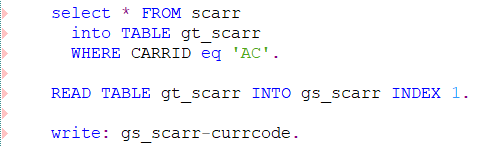 select * FROM scarr
into TABLE gt_scarr
WHERE CARRID eq 'AC'.
READ TABLE gt_scarr INTO gs_scarr INDEX 1.
write: gs_scarr-currcode.